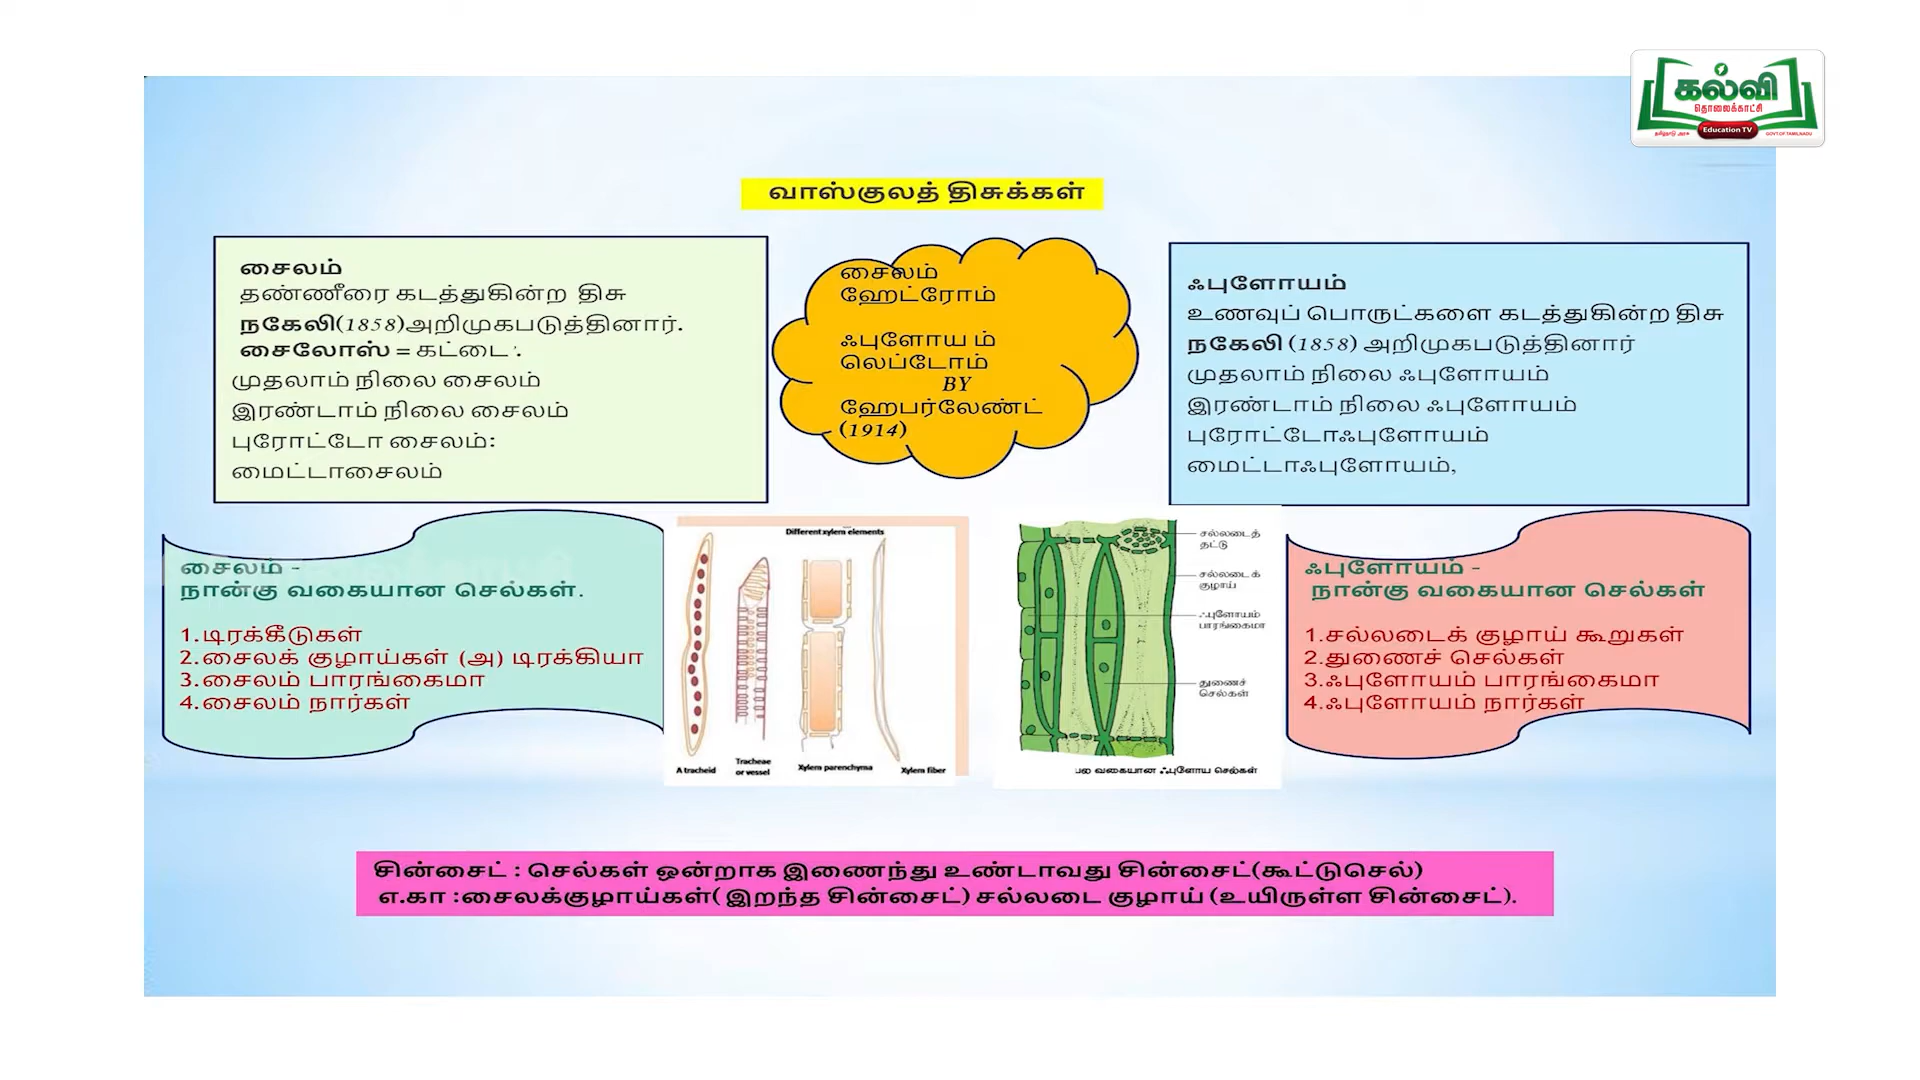 கல்வி
தொலைக்காட்சி
தமிழ்நாடு அரசு
Education TV
GOVT OF TAMILNADU
வாஸ்குலத் திசுக்கள்
சைலம்
தண்ணீரை கடத்துகின்ற திசு
நகேலி(1858)அறிமுகபடுத்தினார்.
சைலோஸ் = கட்டை'.
முதலாம் நிலை சைலம்
இரண்டாம் நிலை சைலம்
புரோட்டோ சைலம்:
மைட்டாசைலம்
சைலம்
ஹேட்ரோம்
ஃபுளோய ம்
லெப்டோம்
BY
ஹேபர்லேண்ட்
(1914)
ஃபுளோயம்
உணவுப் பொருட்களை கடத்துகின்ற திசு
நகேலி (1858) அறிமுகபடுத்தினார்
முதலாம் நிலை ஃபுளோயம்
இரண்டாம் நிலை ஃபுளோயம்
புரோட்டோஃபுளோயம்
மைட்டாஃபுளோயம்,
சைலம் -
நான்கு வகையான செல்கள்.
1.டிரக்கீடுகள்
2.சைலக் குழாய்கள் (அ) டிரக்கியா
3.சைலம் பாரங்கைமா
4.சைலம் நார்கள்
Different xylem elements
A tracheid
Tracheae
or vessel
Xylem parenchyma
Xylem fiber
சல்லடைத்
தட்டு
சல்லடைக்
குழாய்
ஃபுளோயம்
பாரங்கைமா
துணைச்
செல்கள்
பல வகையான ஃபுளோய செல்கள்
ஃபுளோயம் -
நான்கு வகையான செல்கள்
1.சல்லடைக் குழாய் கூறுகள்
2.துணைச் செல்கள்
3.ஃபுளோயம் பாரங்கைமா
4.ஃபுளோயம் நார்கள்
சின்சைட் : செல்கள் ஒன்றாக இணைந்து உண்டாவது சின்சைட்(கூட்டுசெல்)
எ.கா :சைலக்குழாய்கள்( இறந்த சின்சைட்) சல்லடை குழாய் (உயிருள்ள சின்சைட்).